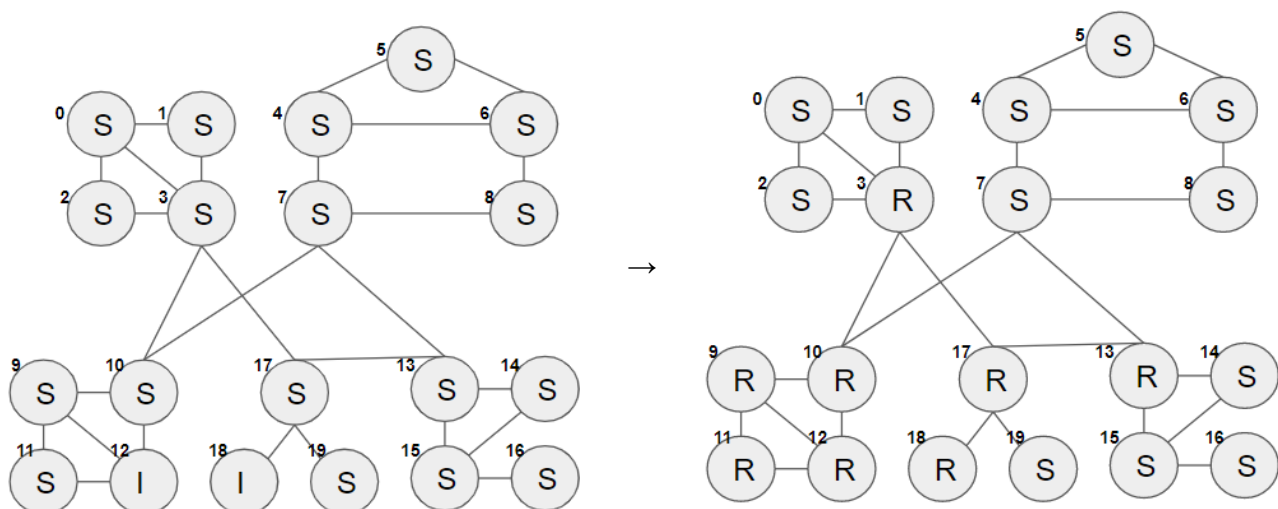 5 S
0 S 1 S 4 S 6 S
2 S 3 S 7 S 8 S
9 S 10 S 17 S 13 S 14 S
11 S 12 I 18 I 19 S 15 S 16 S
→
5 S
0 S 1 S 4 S 6 S
2 S 3 R 7 S 8 S
9 R 10 R 17 R 13 R 14 S
11 R 12 R 18 R 19 S 15 S 16 S